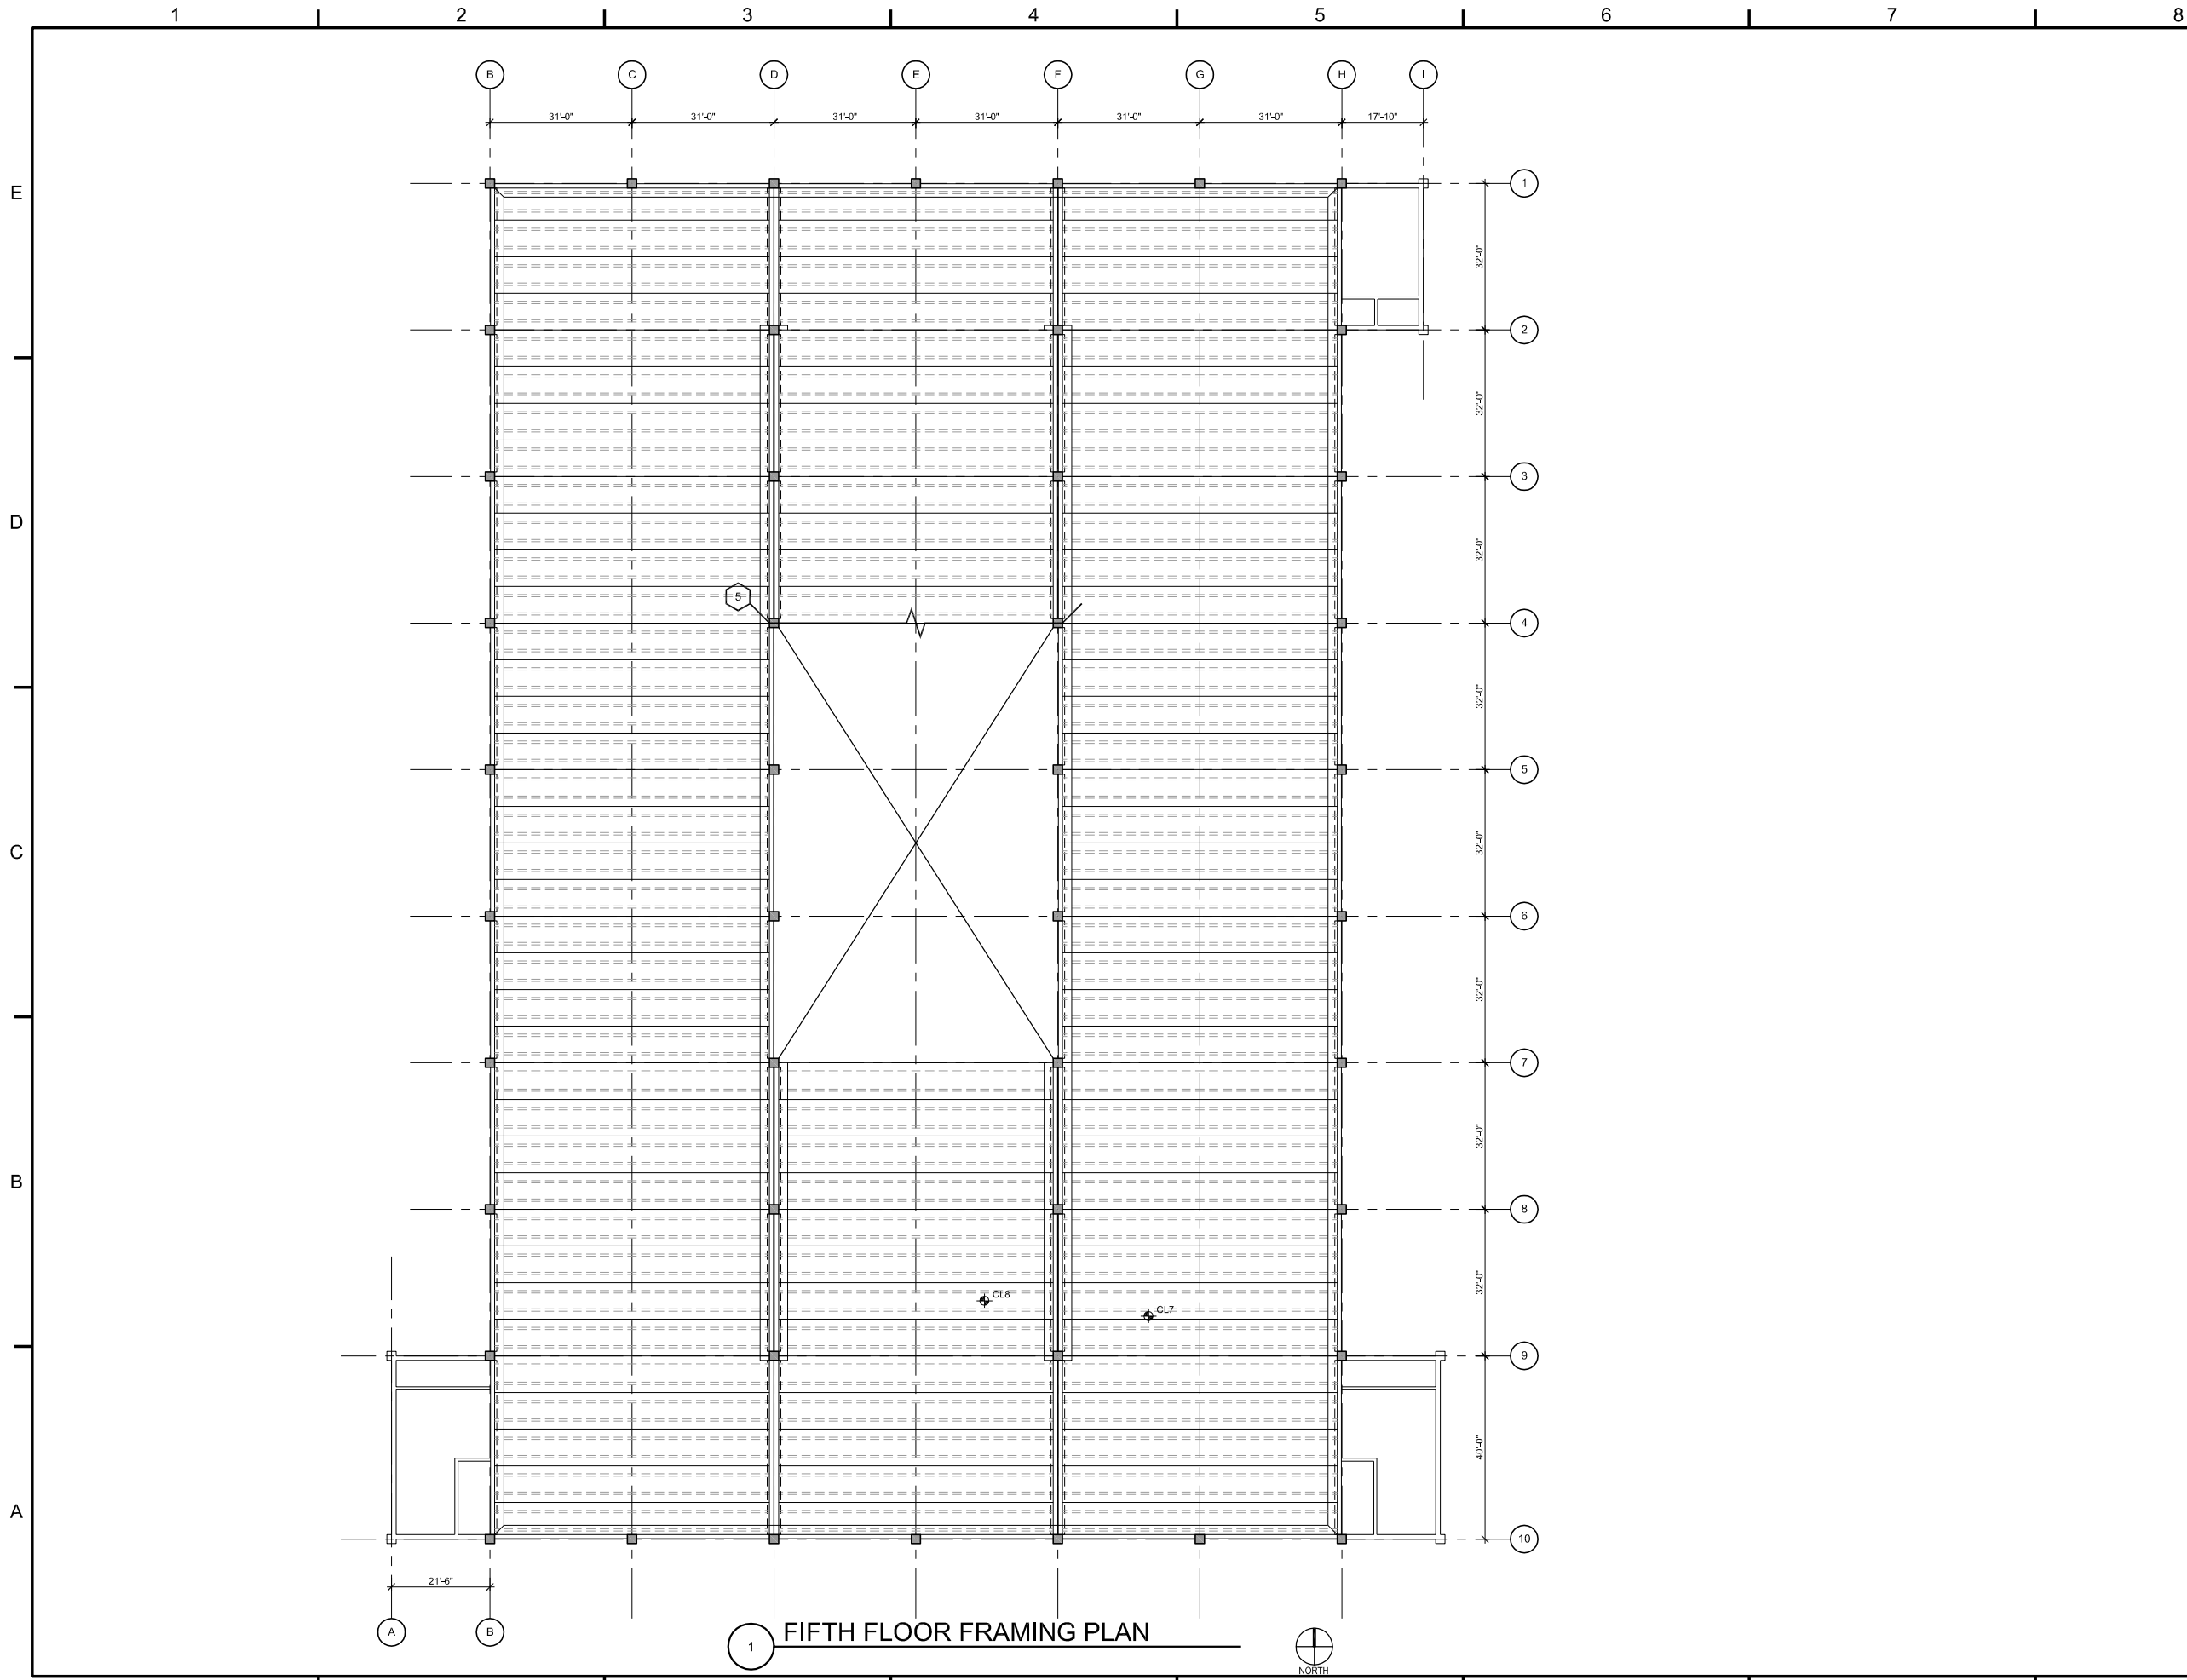 1 2 3 4 5 6 7 8
B C D E F G H I
31'-0" 31'-0" 31'-0" 31'-0" 31'-0" 31'-0" 17'-10"
E
1
32'-0"
2
32'-0"
D
3
32'-0"
5
4
32'-0"
5
C
32'-0"
6
32'-0"
7
32'-0"
B
8
32'-0"
CL8
CL7
9
40'-0"
A
10
21'-6"
A B
1 FIFTH FLOOR FRAMING PLAN
NORTH